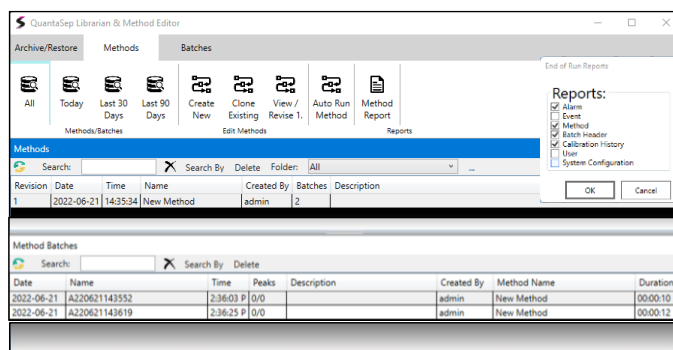 QuantaSep Librarian & Method Editor
Archive/Restore Methods Batches
All Today Last 30 Days Last 90 Days Create New Clone Existing View / Revise 1. Auto Run Method Method Report
Methods/Batches Edit Methods Reports
Methods
Search: Search By Delete Folder: All ...
Revision Date Time Name Created By Batches Description
1 2022-06-21 14:35:34 New Method admin 2
End of Run Reports
Reports:
Alarm
Event
Method
Batch Header
Calibration History
User
System Configuration
OK Cancel
Method Batches
Search: Search By Delete
Date Name Time Peaks Description Created By Method Name Duration
2022-06-21 A220621143552 2:36:03 P 0/0 admin New Method 00:00:10
2022-06-21 A220621143619 2:36:25 P 0/0 admin New Method 00:00:12